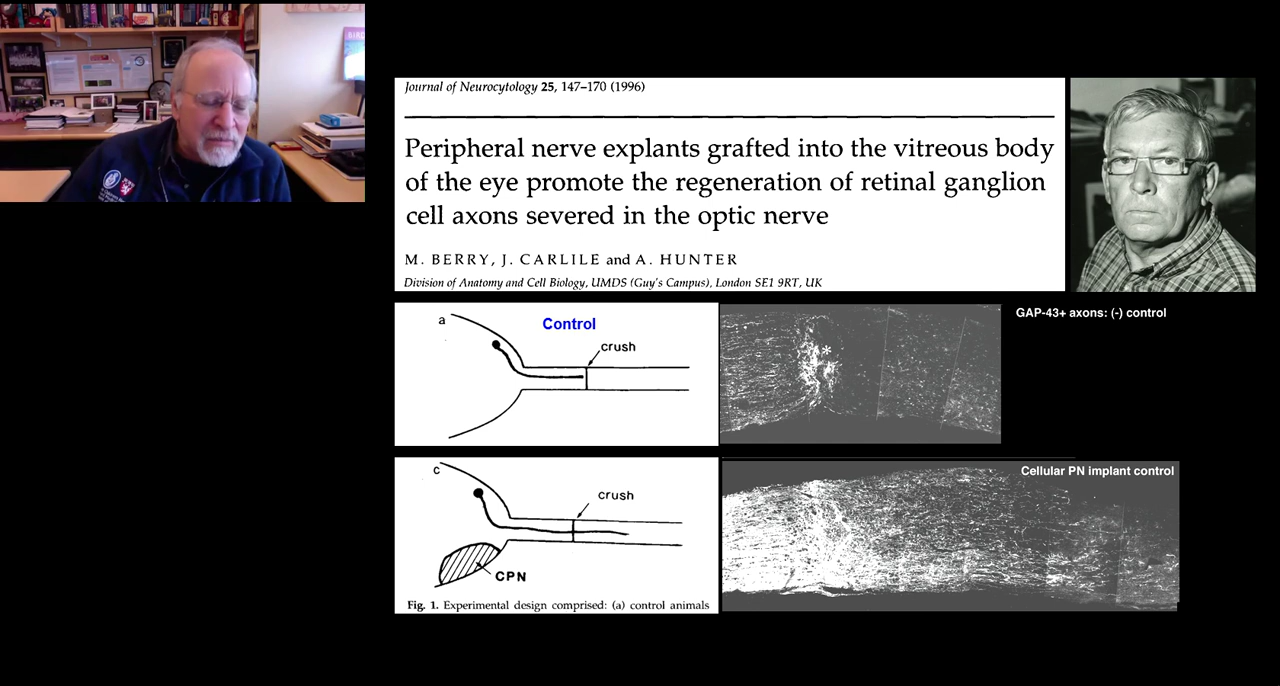 Journal of Neurocytology 25, 147–170 (1996)
Peripheral nerve explants grafted into the vitreous body
of the eye promote the regeneration of retinal ganglion
cell axons severed in the optic nerve
M. BERRY, J. CARLILE and A. HUNTER
Division of Anatomy and Cell Biology, UMDS (Guy's Campus), London SE1 9RT, UK
a
Control
crush
*
GAP-43+ axons: (-) control
c
crush
CPN
Fig. 1. Experimental design comprised: (a) control animals
Cellular PN implant control